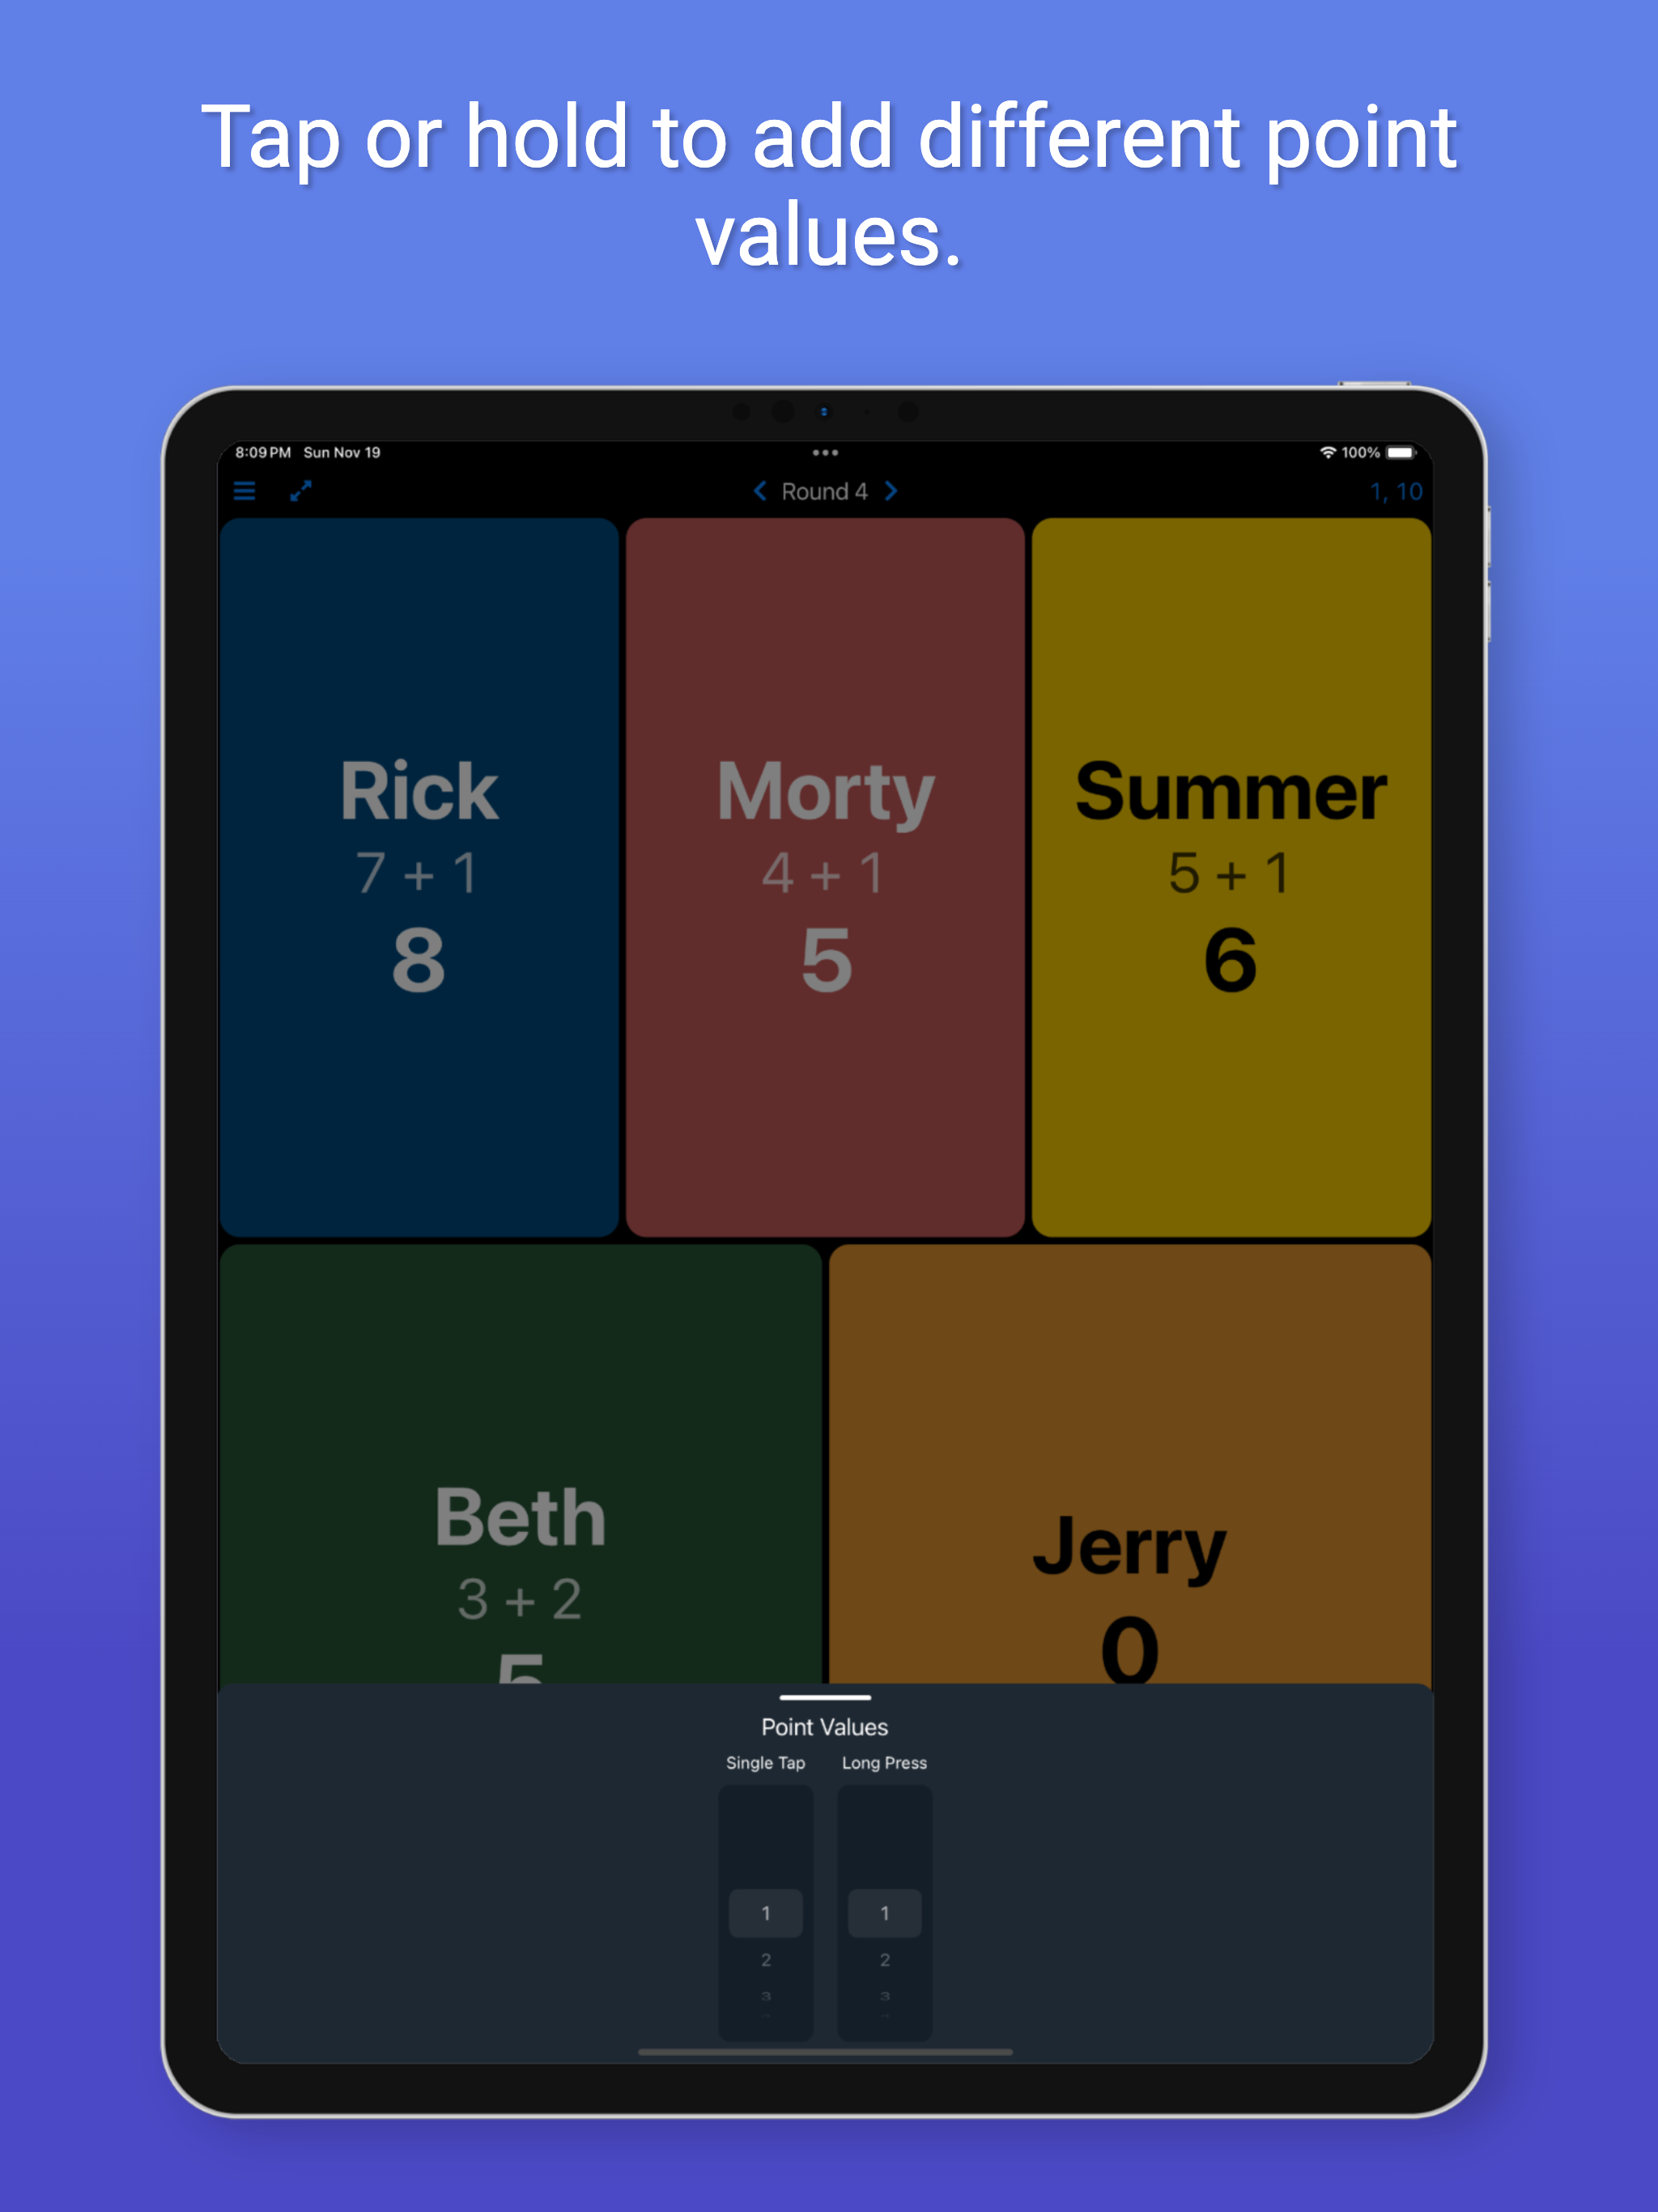 Tap or hold to add different point
values.
8:09 PM Sun Nov 19
100%
Round 4
1, 10
Rick
7 + 1
8
Morty
4 + 1
5
Summer
5 + 1
6
Beth
3 + 2
5
Jerry
0
Point Values
Single Tap Long Press
1 1
2 2
3 3